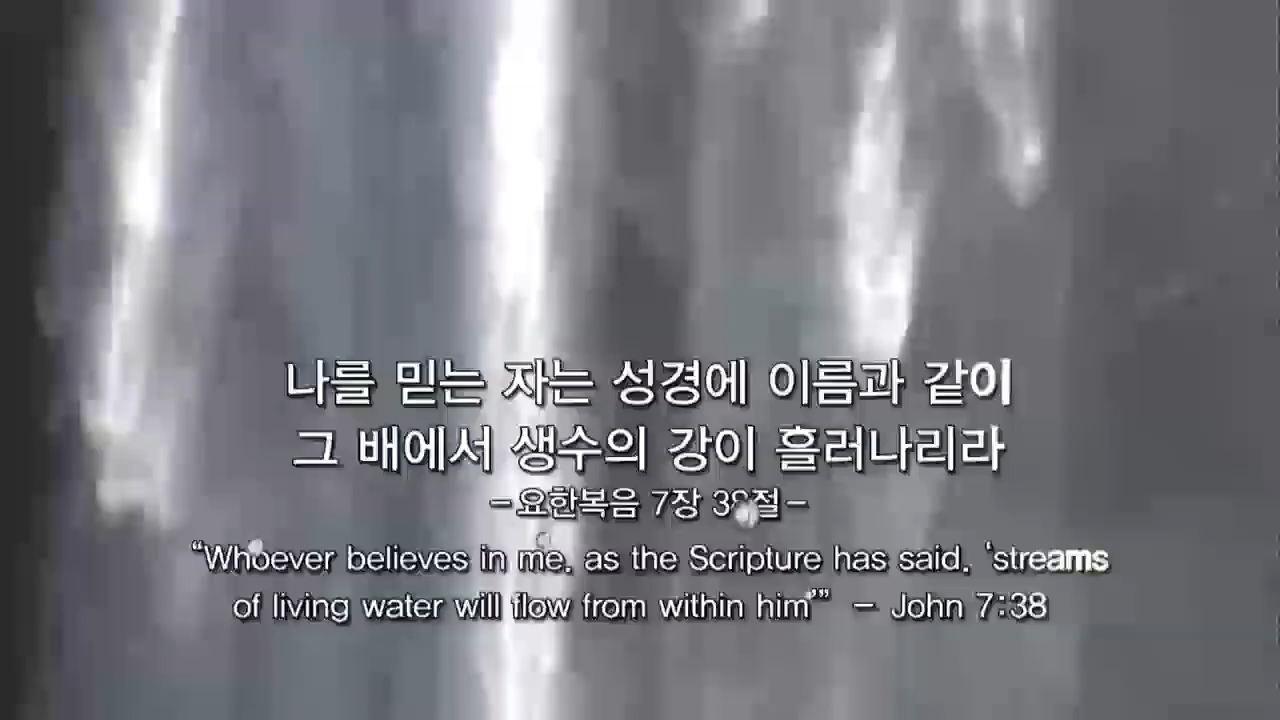 나를 믿는 자는 성경에 이름과 같이
그 배에서 생수의 강이 흘러나리라
-요한복음 7장 38절-
“Whoever believes in me, as the Scripture has said, ‘streams
of living water will flow from within him’” - John 7:38